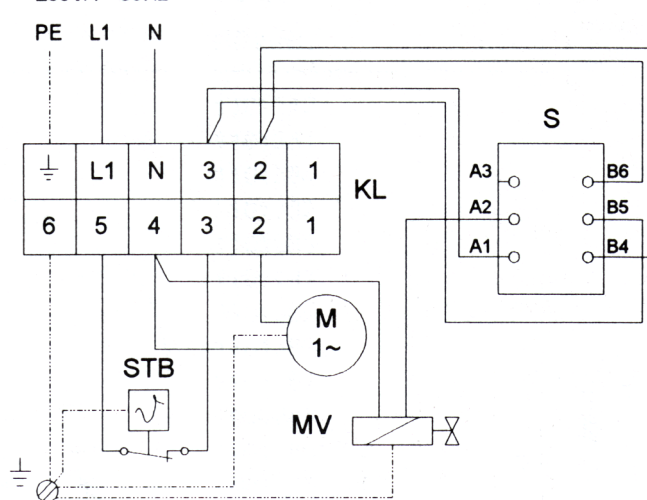 PE L1 N
S
L1 N 3 2 1
KL
6 5 4 3 2 1
A3 B6
A2 B5
A1 B4
M
1~
STB
MV